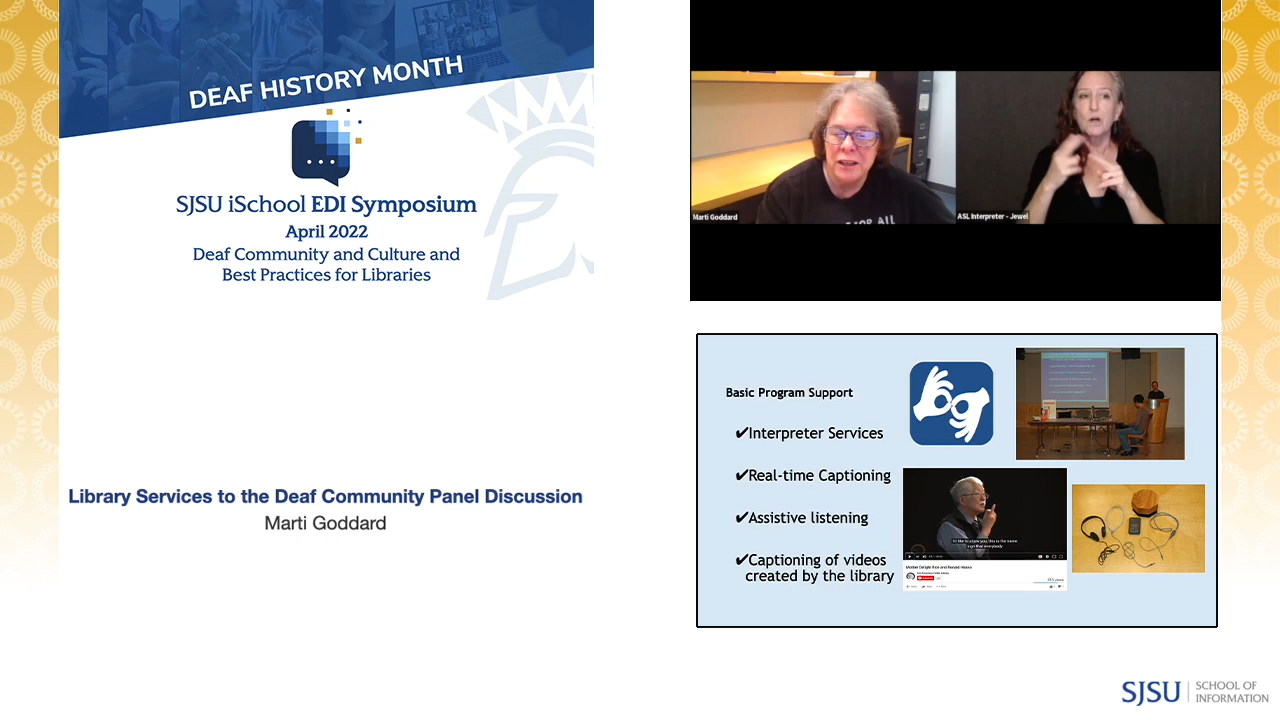 DEAF HISTORY MONTH
SJSU iSchool EDI Symposium
April 2022
Deaf Community and Culture and
Best Practices for Libraries
Library Services to the Deaf Community Panel Discussion
Marti Goddard
FOR ALL
Marti Goddard
ASL Interpreter - Jewel
Basic Program Support
✔Interpreter Services
✔Real-time Captioning
✔Assistive listening
✔Captioning of videos
created by the library
SJSU | SCHOOL OF
INFORMATION